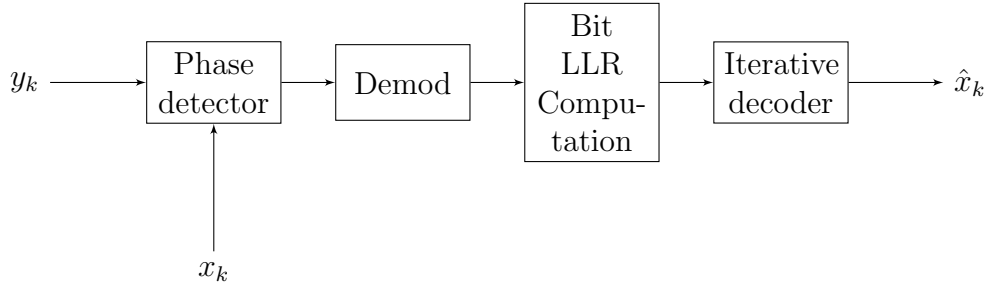 y_k
Phase
detector
Demod
Bit
LLR
Compu-
tation
Iterative
decoder
x̂_k
x_k